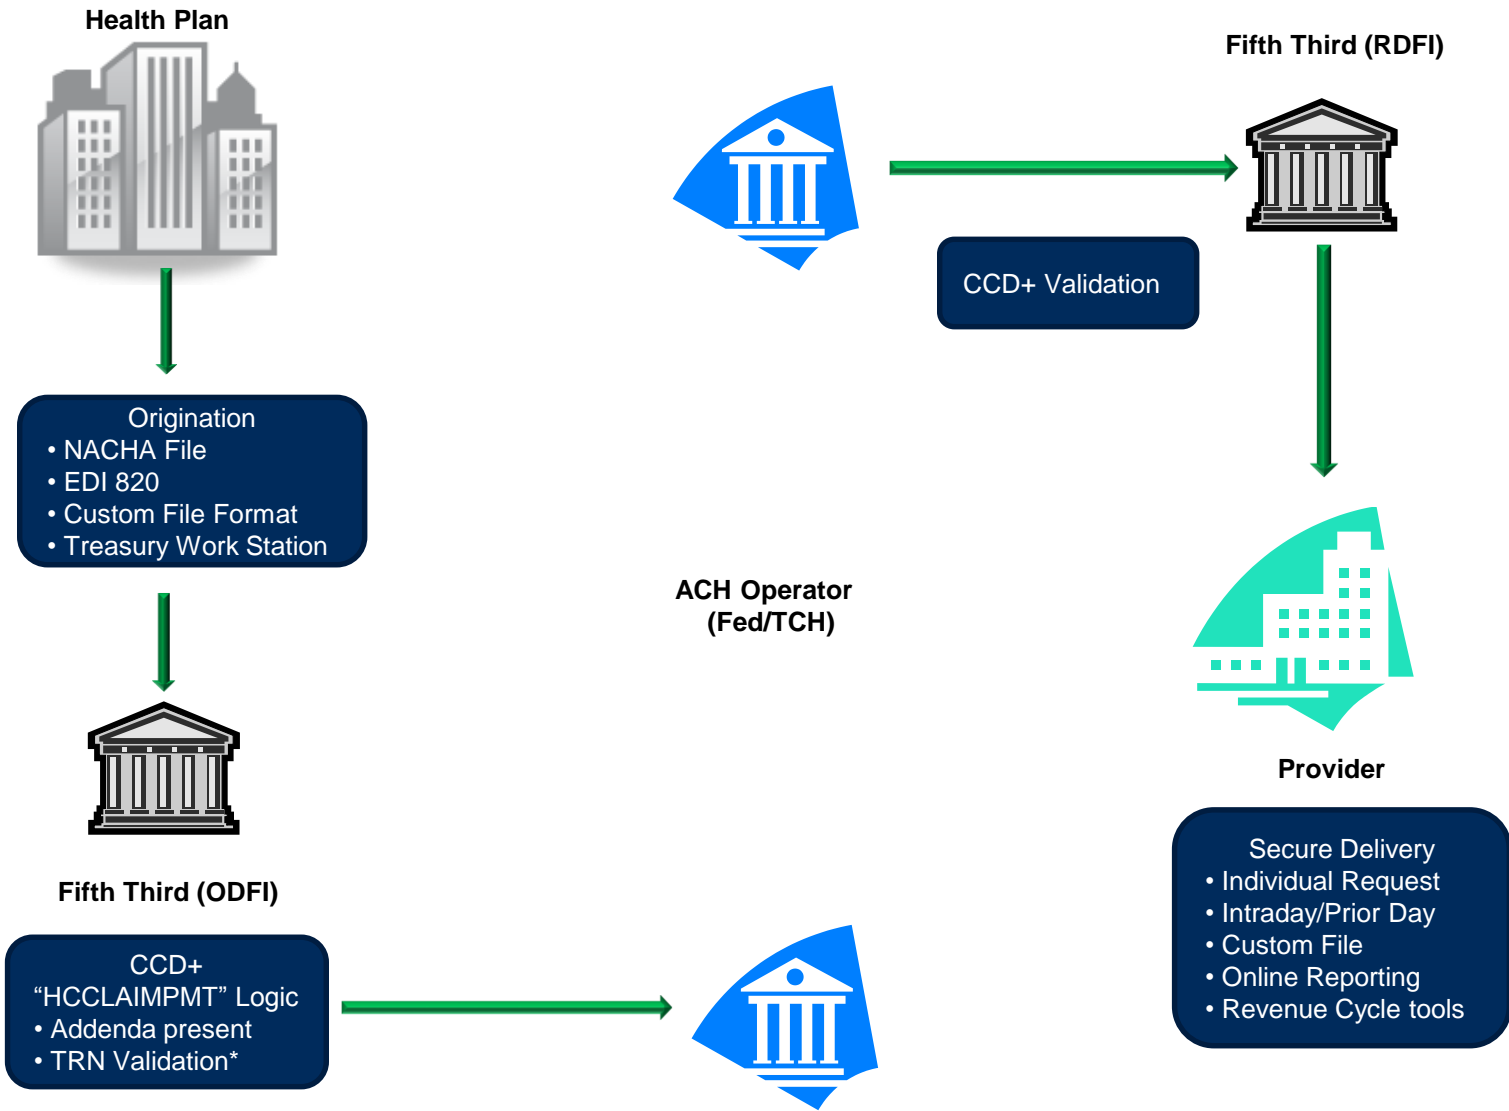 Health Plan
Origination
• NACHA File
• EDI 820
• Custom File Format
• Treasury Work Station
Fifth Third (ODFI)
CCD+
“HCCLAIMPMT” Logic
• Addenda present
• TRN Validation*
ACH Operator
(Fed/TCH)
CCD+ Validation
Fifth Third (RDFI)
Provider
Secure Delivery
• Individual Request
• Intraday/Prior Day
• Custom File
• Online Reporting
• Revenue Cycle tools